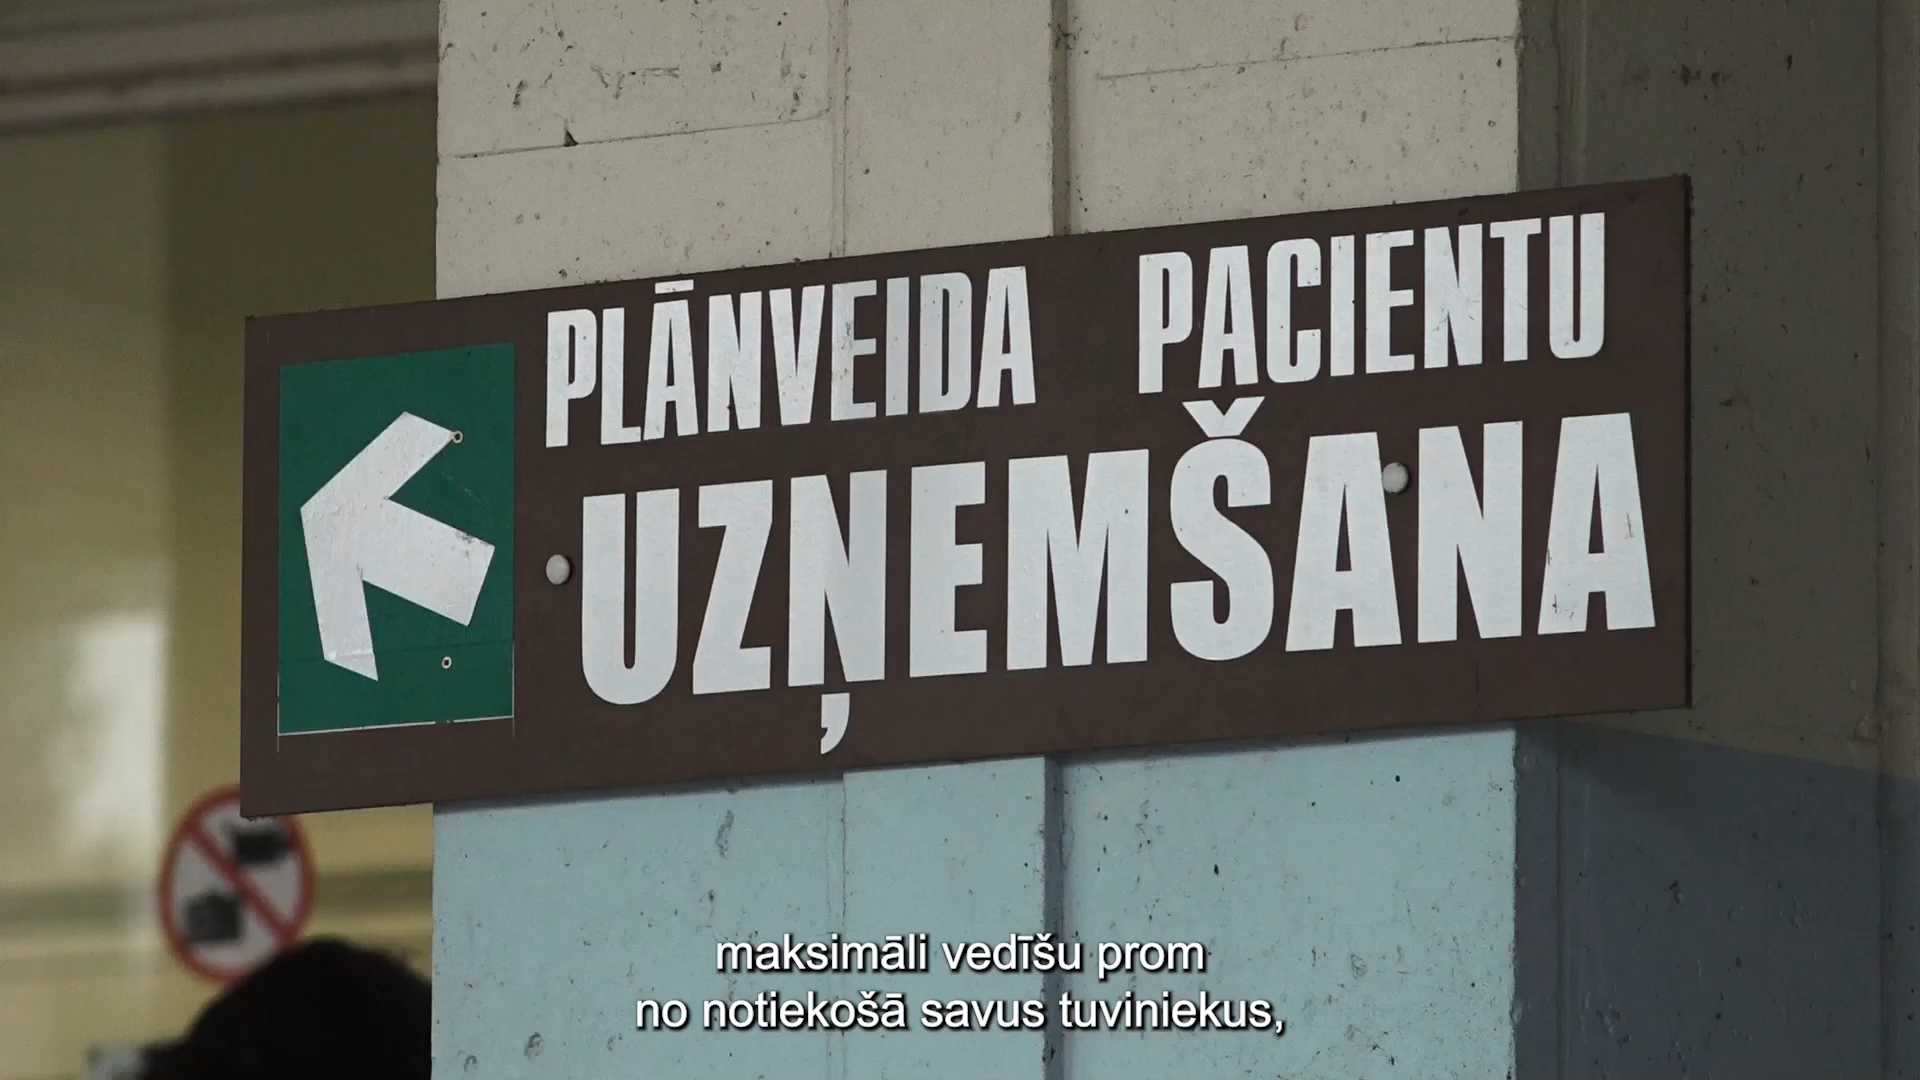 PLĀNVEIDA PACIENTU
UZŅEMŠANA
maksimāli vedīšu prom
no notiekošā savus tuviniekus,